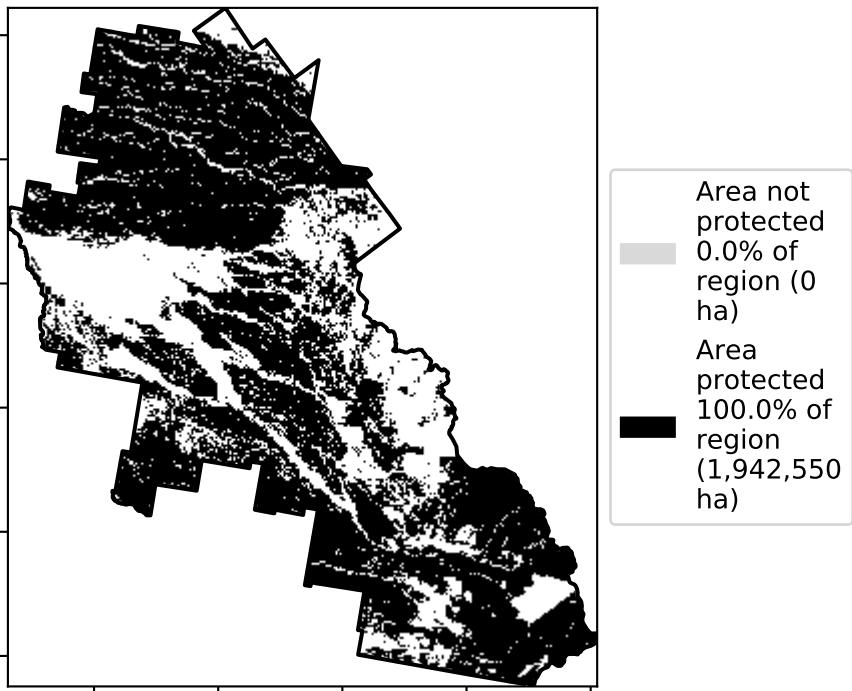 Area not
protected
0.0% of
region (0
ha)
Area
protected
100.0% of
region
(1,942,550
ha)